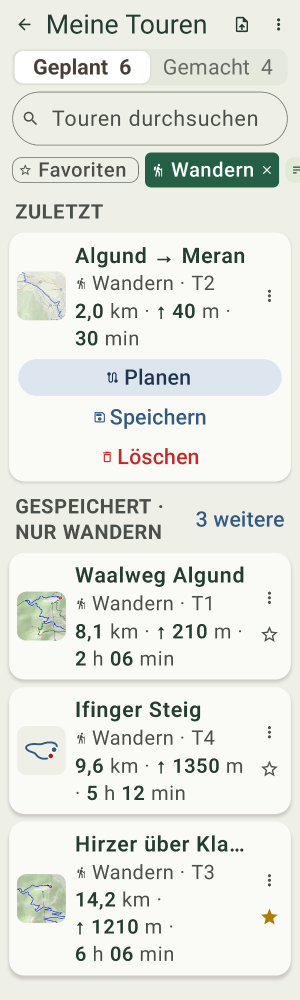 Meine Touren
Geplant 6 Gemacht 4
Touren durchsuchen
Favoriten Wandern ×
ZULETZT
Algund → Meran
Wandern · T2
2,0 km · ↑ 40 m ·
30 min
Planen
Speichern
Löschen
GESPEICHERT ·
NUR WANDERN
3 weitere
Waalweg Algund
Wandern · T1
8,1 km · ↑ 210 m ·
2 h 06 min
Ifinger Steig
Wandern · T4
9,6 km · ↑ 1350 m
· 5 h 12 min
Hirzer über Kla…
Wandern · T3
14,2 km ·
↑ 1210 m ·
6 h 06 min